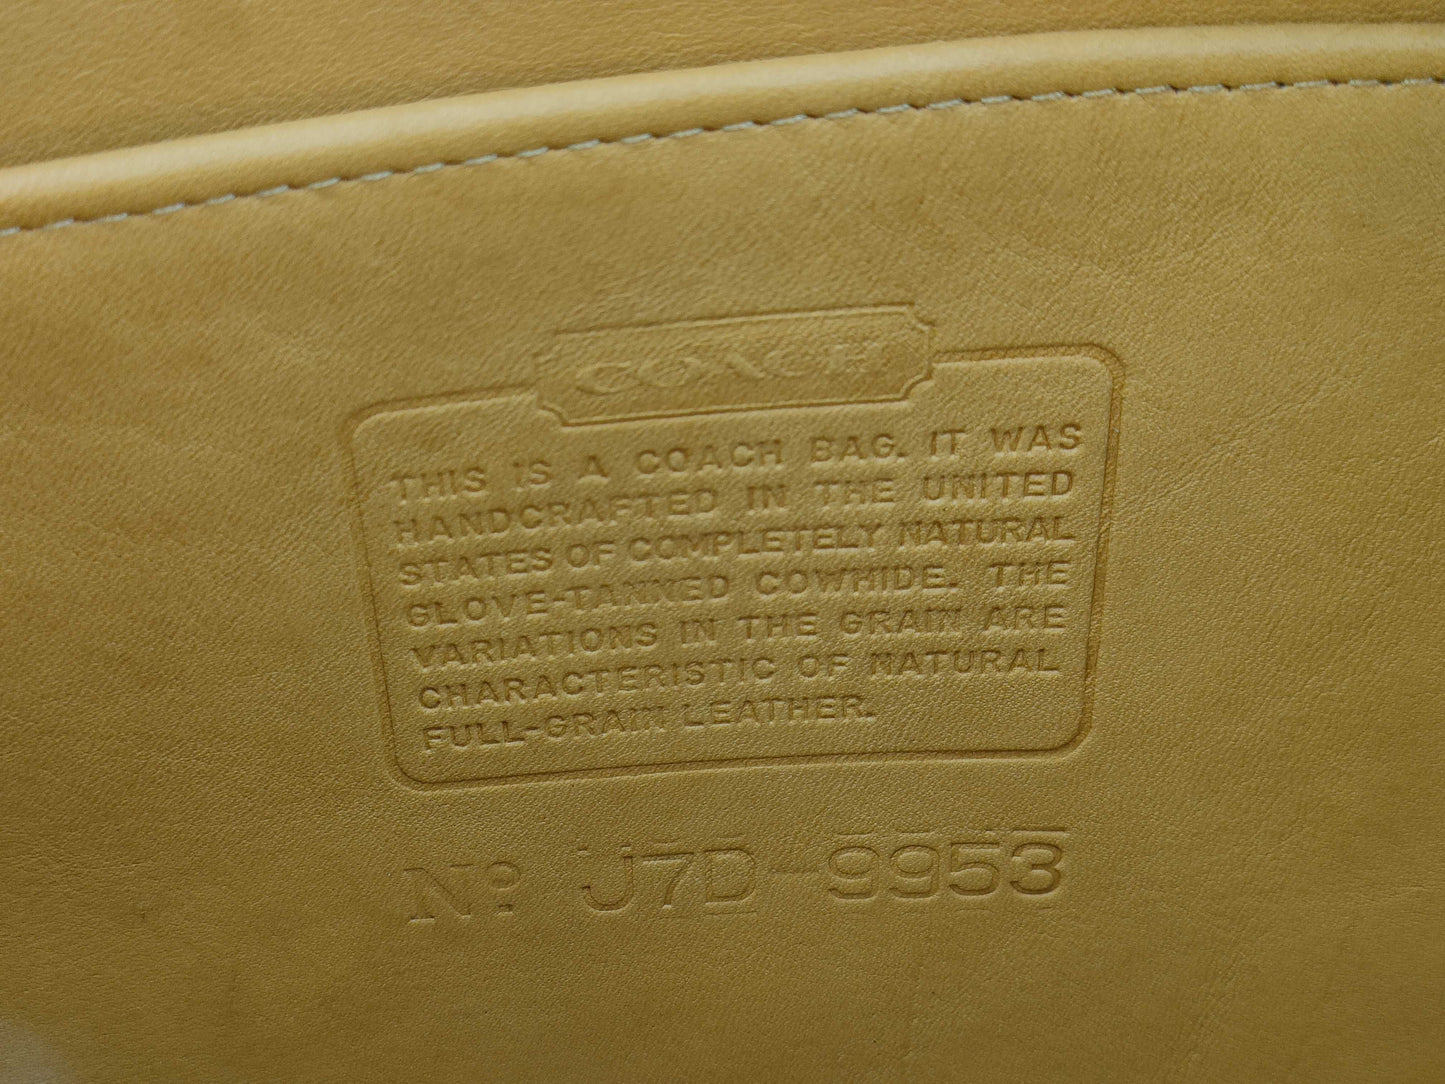 COACH
THIS IS A COACH BAG. IT WAS
HANDCRAFTED IN THE UNITED
STATES OF COMPLETELY NATURAL
GLOVE-TANNED COWHIDE. THE
VARIATIONS IN THE GRAIN ARE
CHARACTERISTIC OF NATURAL
FULL-GRAIN LEATHER.
Nº J7D-9953